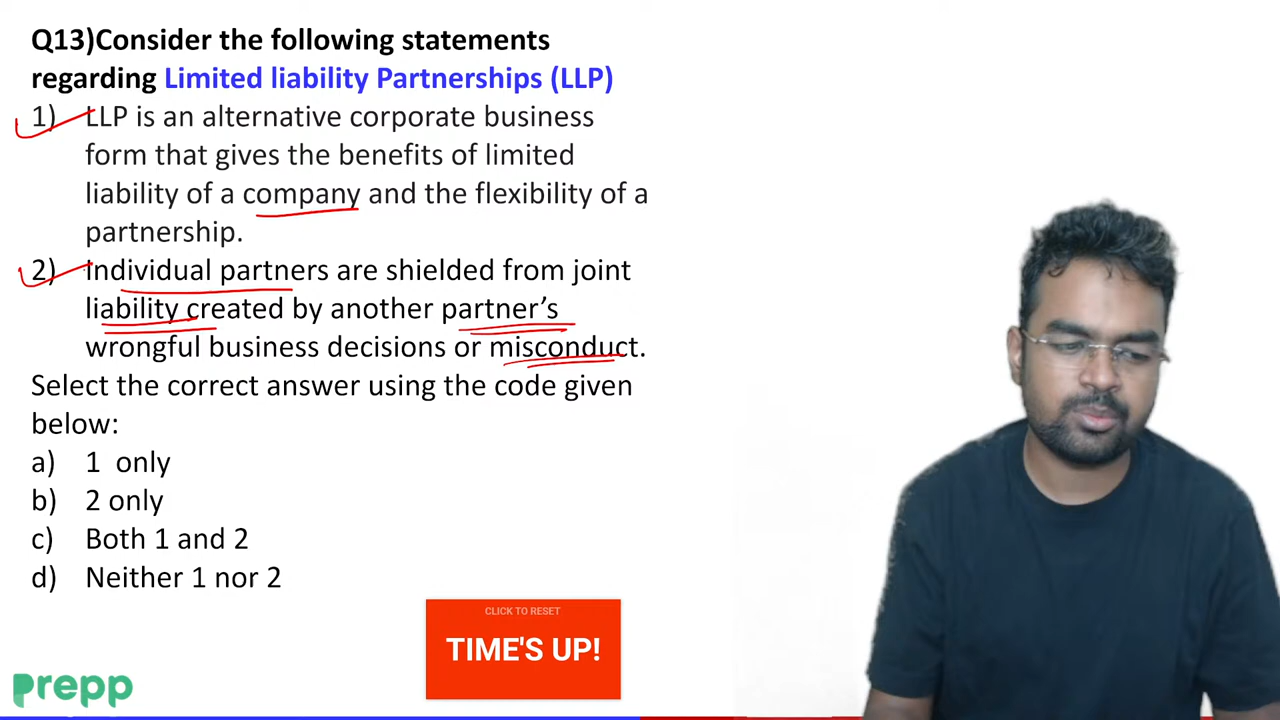 Q13)Consider the following statements
regarding Limited liability Partnerships (LLP)
1) LLP is an alternative corporate business
form that gives the benefits of limited
liability of a company and the flexibility of a
partnership.
2) Individual partners are shielded from joint
liability created by another partner’s
wrongful business decisions or misconduct.
Select the correct answer using the code given
below:
a) 1 only
b) 2 only
c) Both 1 and 2
d) Neither 1 nor 2
CLICK TO RESET
TIME'S UP!
prepp